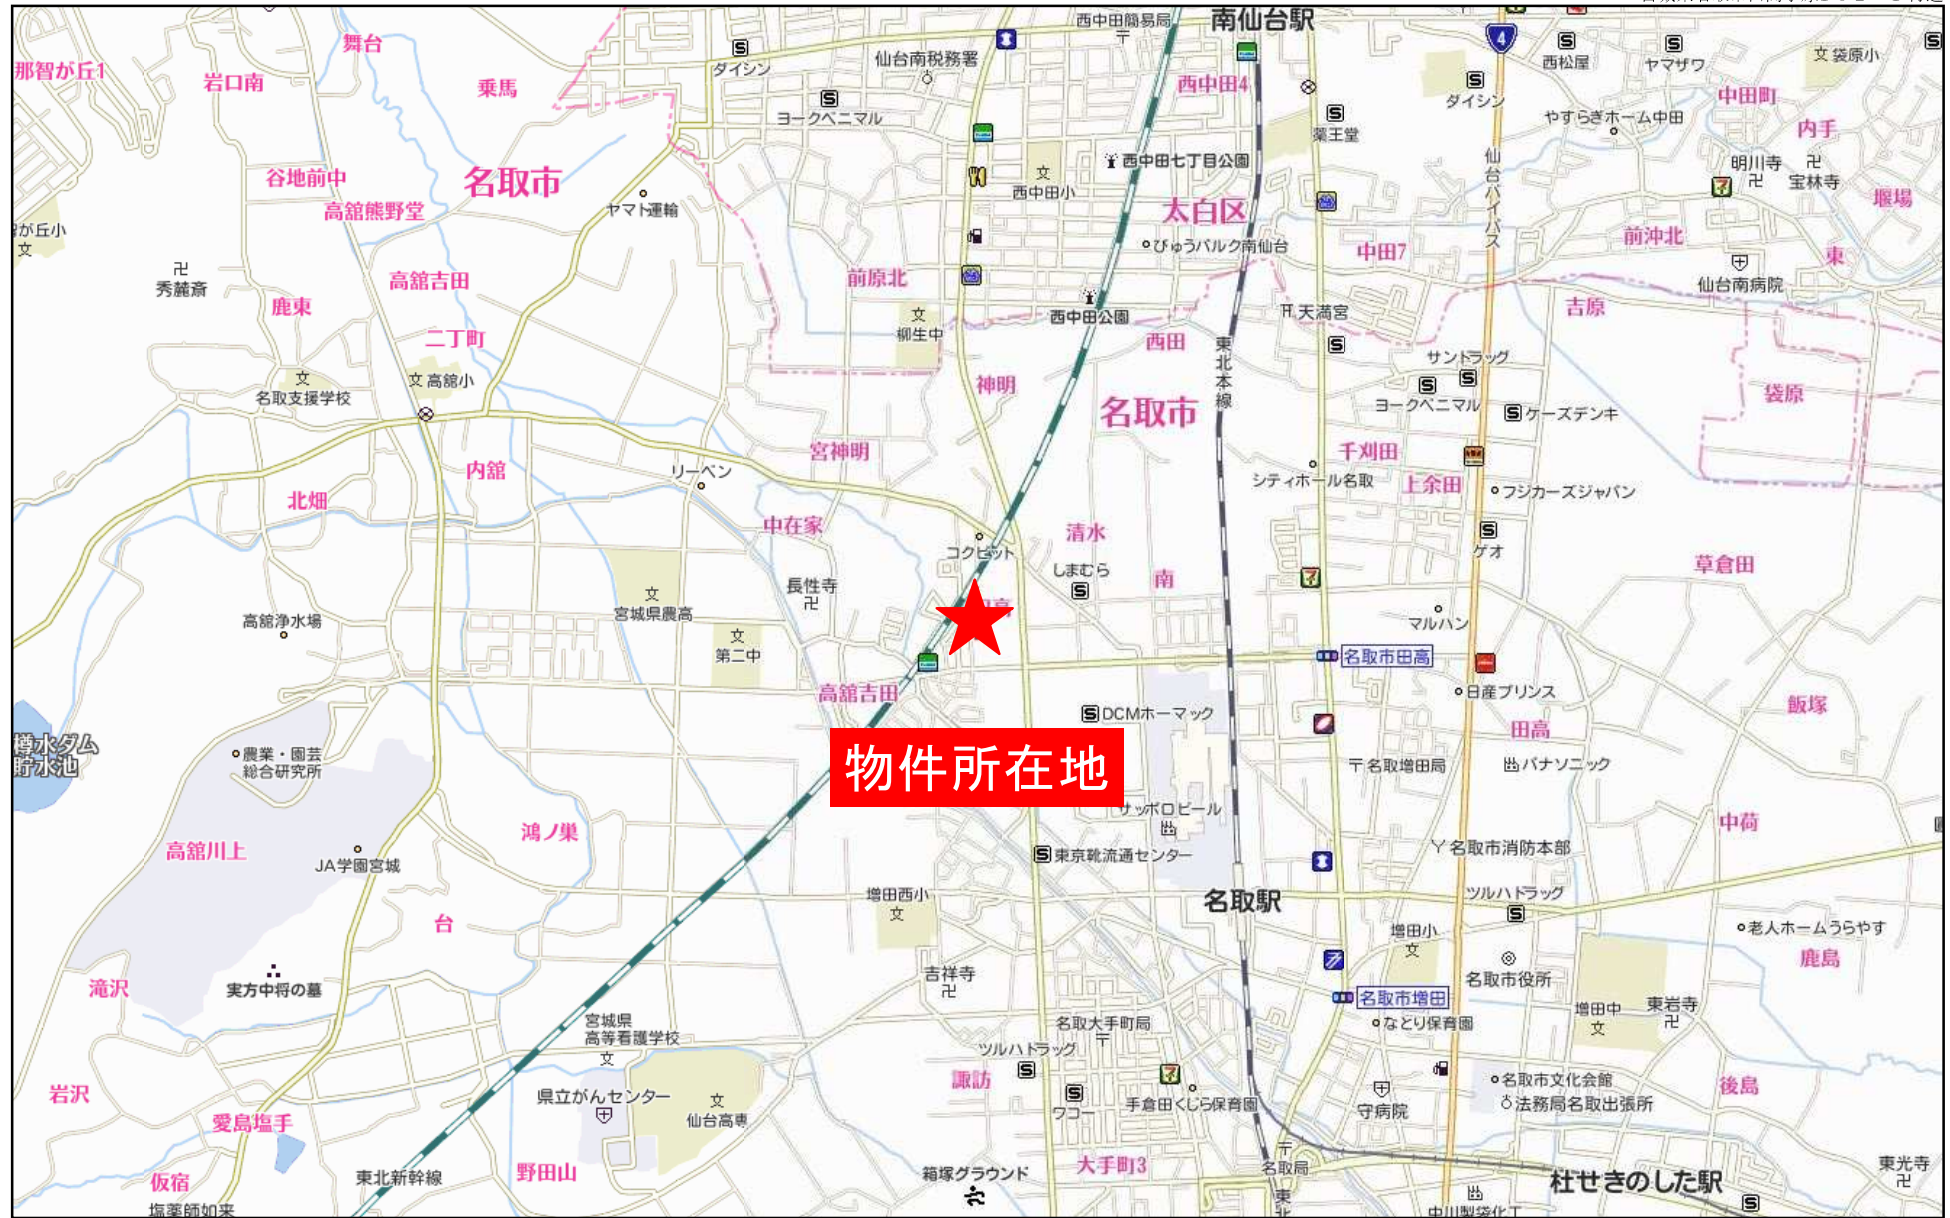 南仙台駅
西中田簡易局
舞台
那智が丘1
岩口南
乗馬
ダイシン
仙台南税務署
ヨークベニマル
西中田4
4
西松屋
ヤマザワ
袋原小
ダイシン
中田町
やすらぎホーム中田
内手
薬王堂
谷地前中
名取市
高舘熊野堂
ヤマト運輸
西中田小
西中田七丁目公園
太白区
仙台バイパス
明川寺
宝林寺
堰場
が丘小
びゅうパルク南仙台
中田7
前沖北
東
秀麓斎
高舘吉田
前原北
仙台南病院
鹿東
柳生中
西中田公園
天満宮
吉原
二丁町
西田
東北本線
サンドラッグ
名取支援学校
高舘小
神明
名取市
ヨークベニマル
ケーズデンキ
袋原
宮神明
千刈田
内舘
リーベン
シティホール名取
上余田
フジカーズジャパン
北畑
中在家
清水
コクピット
ゲオ
しまむら
南
草倉田
長性寺
宮城県農高
高舘浄水場
第二中
マルハン
名取市田高
高舘吉田
日産プリンス
飯塚
DCMホーマック
田高
樽水ダム
貯水池
農業・園芸
総合研究所
物件所在地
名取増田局
パナソニック
サッポロビール
鴻ノ巣
中荷
高舘川上
JA学園宮城
東京靴流通センター
名取市消防本部
増田西小
名取駅
ツルハドラッグ
台
増田小
老人ホームうらやす
鹿島
吉祥寺
名取市役所
滝沢
実方中将の墓
名取市増田
増田中
東岩寺
宮城県
高等看護学校
名取大手町局
なとり保育園
ツルハドラッグ
岩沢
県立がんセンター
諏訪
ワコー
手倉田くじら保育園
守病院
名取市文化会館
法務局名取出張所
後島
愛島塩手
仙台高専
仮宿
東北新幹線
野田山
箱塚グラウンド
大手町3
名取局
杜せきのした駅
東光寺
塩薬師如来
東北
中川製袋化工